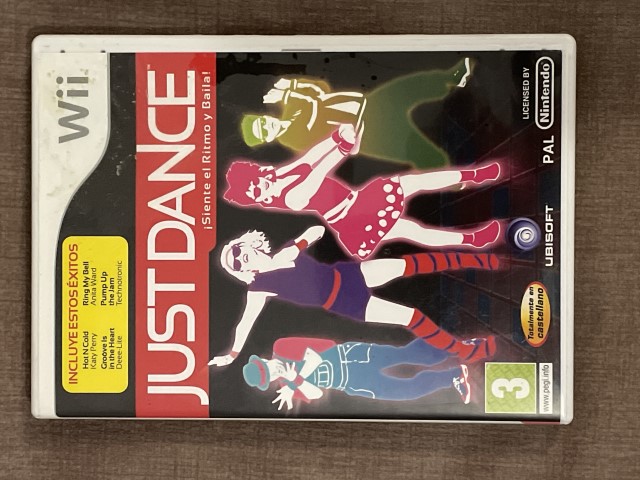 INCLUYE ESTOS ÉXITOS
Hot N Cold
Katy Perry
Ring My Bell
Anita Ward
Groove Is
in the Heart
Deee-Lite
Pump Up
the Jam
Technotronic
Wii
JUST DANCE™
¡Siente el Ritmo y Baila!
3
www.pegi.info
Totalmente en
castellano
UBISOFT
PAL
LICENSED BY
Nintendo